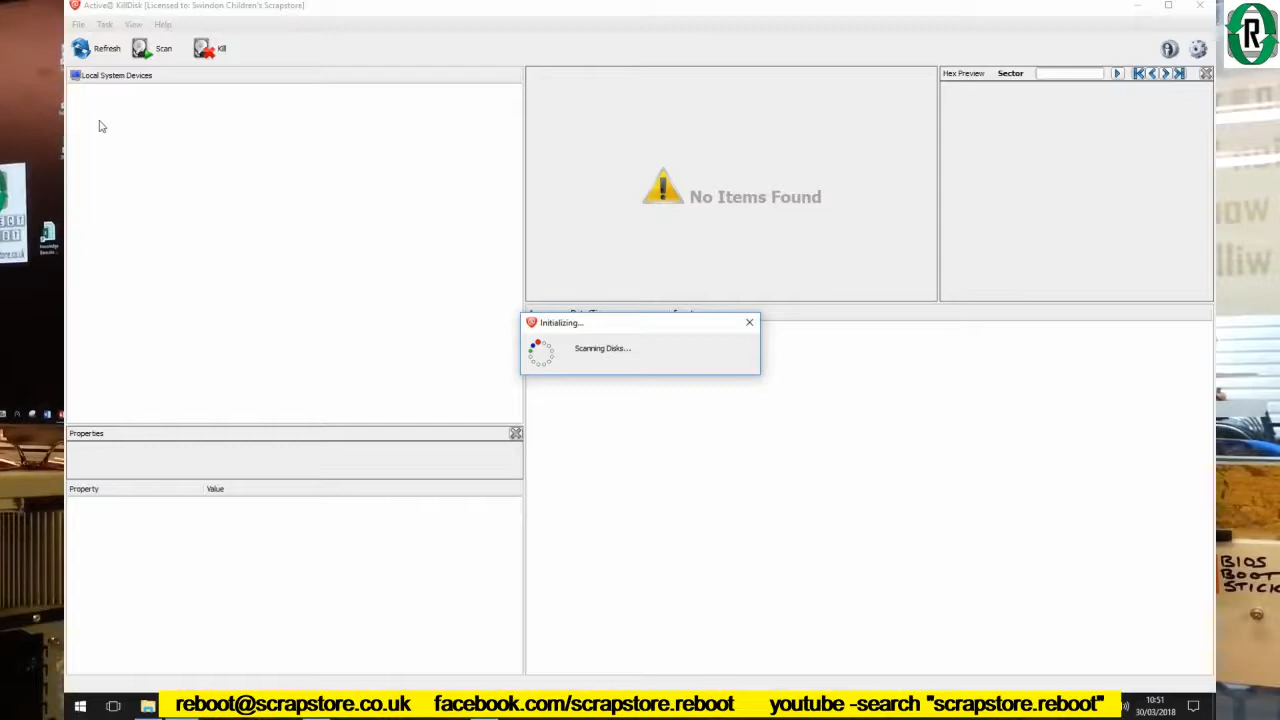 Active@ KillDisk [Licensed to: Swindon Children's Scrapstore]
File Task View Help
Refresh Scan Kill
R
Local System Devices
Hex Preview Sector
No Items Found
Initializing...
Scanning Disks...
Properties
Property Value
BIOS
BOOT
STICK
10:51
30/03/2018
reboot@scrapstore.co.uk facebook.com/scrapstore.reboot youtube -search "scrapstore.reboot"